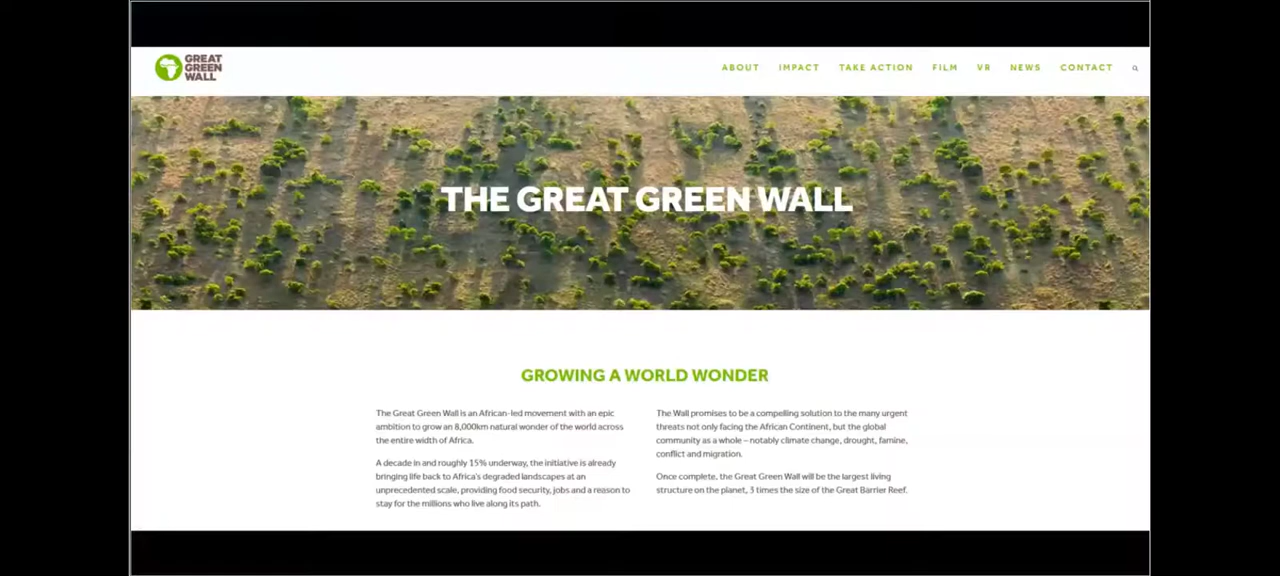 GREAT
GREEN
WALL
ABOUT IMPACT TAKE ACTION FILM VR NEWS CONTACT
THE GREAT GREEN WALL
GROWING A WORLD WONDER
The Great Green Wall is an African-led movement with an epic
ambition to grow an 8,000km natural wonder of the world across
the entire width of Africa.
A decade in and roughly 15% underway, the initiative is already
bringing life back to Africa's degraded landscapes at an
unprecedented scale, providing food security, jobs and a reason to
stay for the millions who live along its path.
The Wall promises to be a compelling solution to the many urgent
threats not only facing the African Continent, but the global
community as a whole – notably climate change, drought, famine,
conflict and migration.
Once complete, the Great Green Wall will be the largest living
structure on the planet, 3 times the size of the Great Barrier Reef.